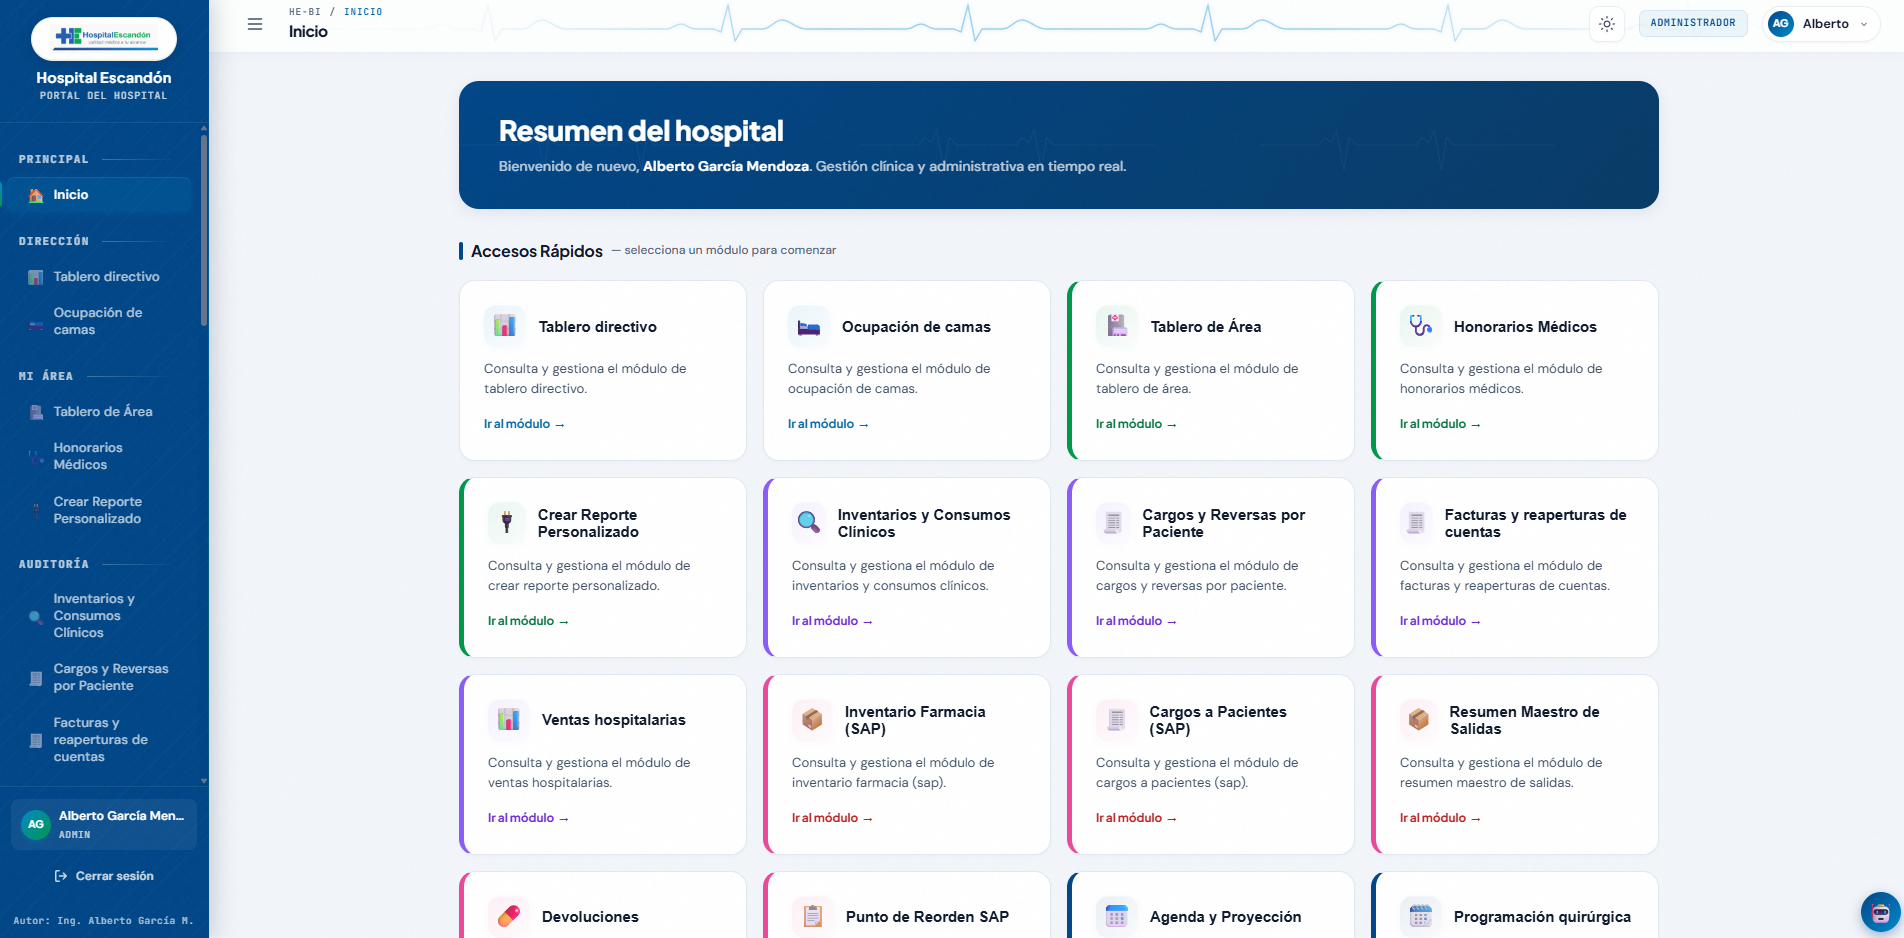 HospitalEscandón
calidad médica a tu alcance
Hospital Escandón
PORTAL DEL HOSPITAL
PRINCIPAL
Inicio
DIRECCIÓN
Tablero directivo
Ocupación de
camas
MI ÁREA
Tablero de Área
Honorarios
Médicos
Crear Reporte
Personalizado
AUDITORÍA
Inventarios y
Consumos
Clínicos
Cargos y Reversas
por Paciente
Facturas y
reaperturas de
cuentas
AG
Alberto García Men...
ADMIN
Cerrar sesión
Autor: Ing. Alberto García M.
HE-BI / INICIO
Inicio
ADMINISTRADOR
AG Alberto
Resumen del hospital
Bienvenido de nuevo, Alberto García Mendoza. Gestión clínica y administrativa en tiempo real.
Accesos Rápidos — selecciona un módulo para comenzar
Tablero directivo
Consulta y gestiona el módulo de
tablero directivo.
Ir al módulo →
Ocupación de camas
Consulta y gestiona el módulo de
ocupación de camas.
Ir al módulo →
Tablero de Área
Consulta y gestiona el módulo de
tablero de área.
Ir al módulo →
Honorarios Médicos
Consulta y gestiona el módulo de
honorarios médicos.
Ir al módulo →
Crear Reporte
Personalizado
Consulta y gestiona el módulo de
crear reporte personalizado.
Ir al módulo →
Inventarios y Consumos
Clínicos
Consulta y gestiona el módulo de
inventarios y consumos clínicos.
Ir al módulo →
Cargos y Reversas por
Paciente
Consulta y gestiona el módulo de
cargos y reversas por paciente.
Ir al módulo →
Facturas y reaperturas de
cuentas
Consulta y gestiona el módulo de
facturas y reaperturas de cuentas.
Ir al módulo →
Ventas hospitalarias
Consulta y gestiona el módulo de
ventas hospitalarias.
Ir al módulo →
Inventario Farmacia
(SAP)
Consulta y gestiona el módulo de
inventario farmacia (sap).
Ir al módulo →
Cargos a Pacientes
(SAP)
Consulta y gestiona el módulo de
cargos a pacientes (sap).
Ir al módulo →
Resumen Maestro de
Salidas
Consulta y gestiona el módulo de
resumen maestro de salidas.
Ir al módulo →
Devoluciones
Punto de Reorden SAP
Agenda y Proyección
Programación quirúrgica